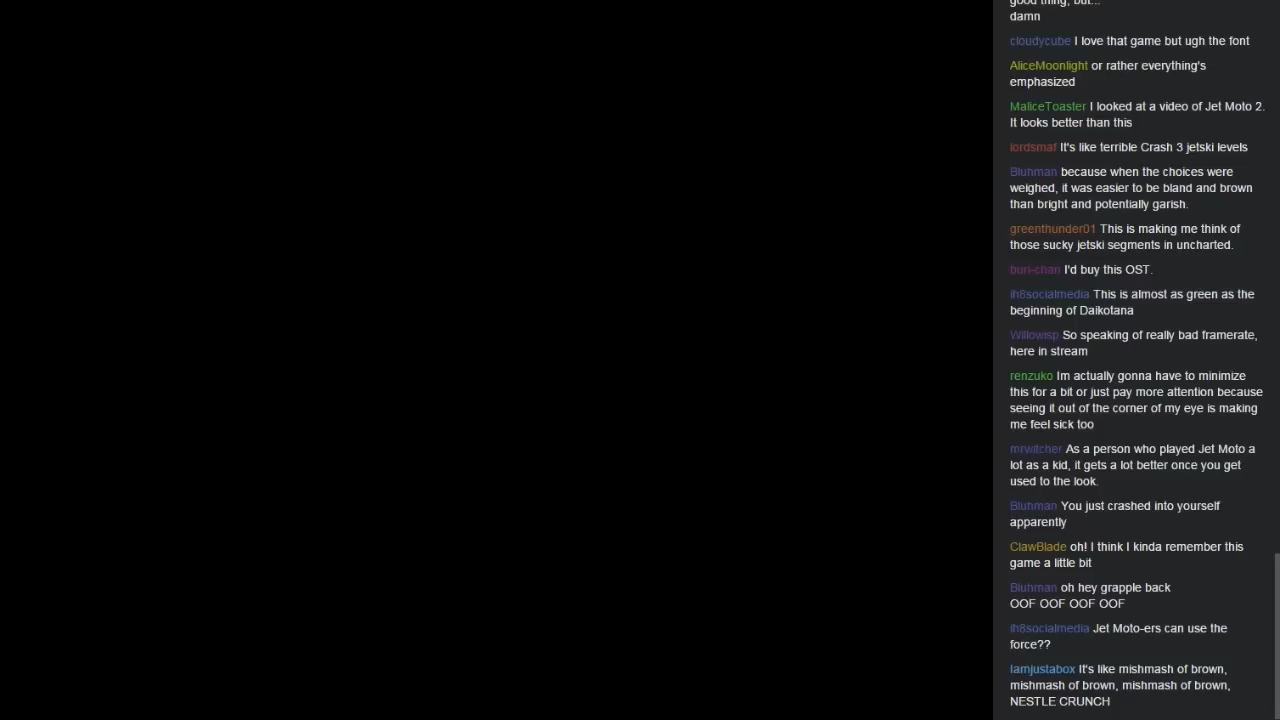 good thing, but...
damn
cloudycube I love that game but ugh the font
AliceMoonlight or rather everything's
emphasized
MaliceToaster I looked at a video of Jet Moto 2.
It looks better than this
lordsmaf It's like terrible Crash 3 jetski levels
Bluhman because when the choices were
weighed, it was easier to be bland and brown
than bright and potentially garish.
greenthunder01 This is making me think of
those sucky jetski segments in uncharted.
buri-chan I'd buy this OST.
ih8socialmedia This is almost as green as the
beginning of Daikotana
Willowisp So speaking of really bad framerate,
here in stream
renzuko Im actually gonna have to minimize
this for a bit or just pay more attention because
seeing it out of the corner of my eye is making
me feel sick too
mrwitcher As a person who played Jet Moto a
lot as a kid, it gets a lot better once you get
used to the look.
Bluhman You just crashed into yourself
apparently
ClawBlade oh! I think I kinda remember this
game a little bit
Bluhman oh hey grapple back
OOF OOF OOF OOF
ih8socialmedia Jet Moto-ers can use the
force??
Iamjustabox It's like mishmash of brown,
mishmash of brown, mishmash of brown,
NESTLE CRUNCH